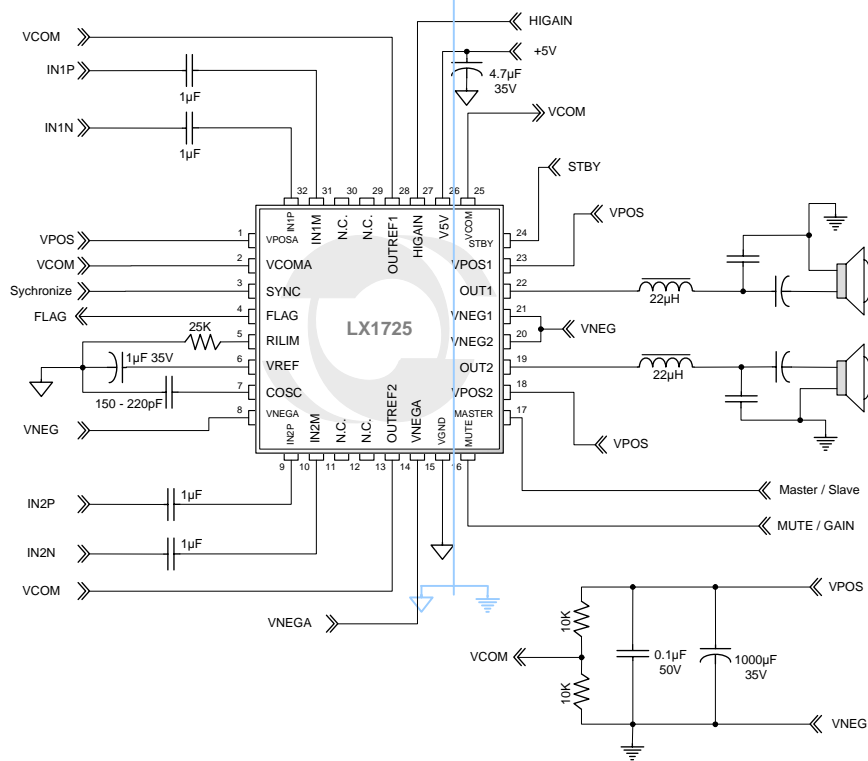 HIGAIN
VCOM
+5V
IN1P
4.7µF
35V
1µF
VCOM
IN1N
1µF
STBY
32 31 30 29 28 27 26 25
VPOS
IN1P
IN1M
N.C.
N.C.
OUTREF1
HIGAIN
V5V
VCOM
VPOS
1
VPOSA
STBY
24
VCOM
2
VCOMA
VPOS1
23
Sychronize
3
SYNC
OUT1
22
22µH
FLAG
4
FLAG
VNEG1
21
25K
5
RILIM
LX1725
VNEG2
20
VNEG
1µF 35V
6
VREF
OUT2
19
22µH
150 - 220pF
7
COSC
VPOS2
18
VNEG
8
VNEGA
MASTER
17
VPOS
IN2P
IN2M
N.C.
N.C.
OUTREF2
VNEGA
VGND
MUTE
9 10 11 12 13 14 15 16
IN2P
1µF
Master / Slave
MUTE / GAIN
IN2N
1µF
VCOM
VPOS
VNEGA
10K
VCOM
0.1µF
50V
1000µF
35V
10K
VNEG